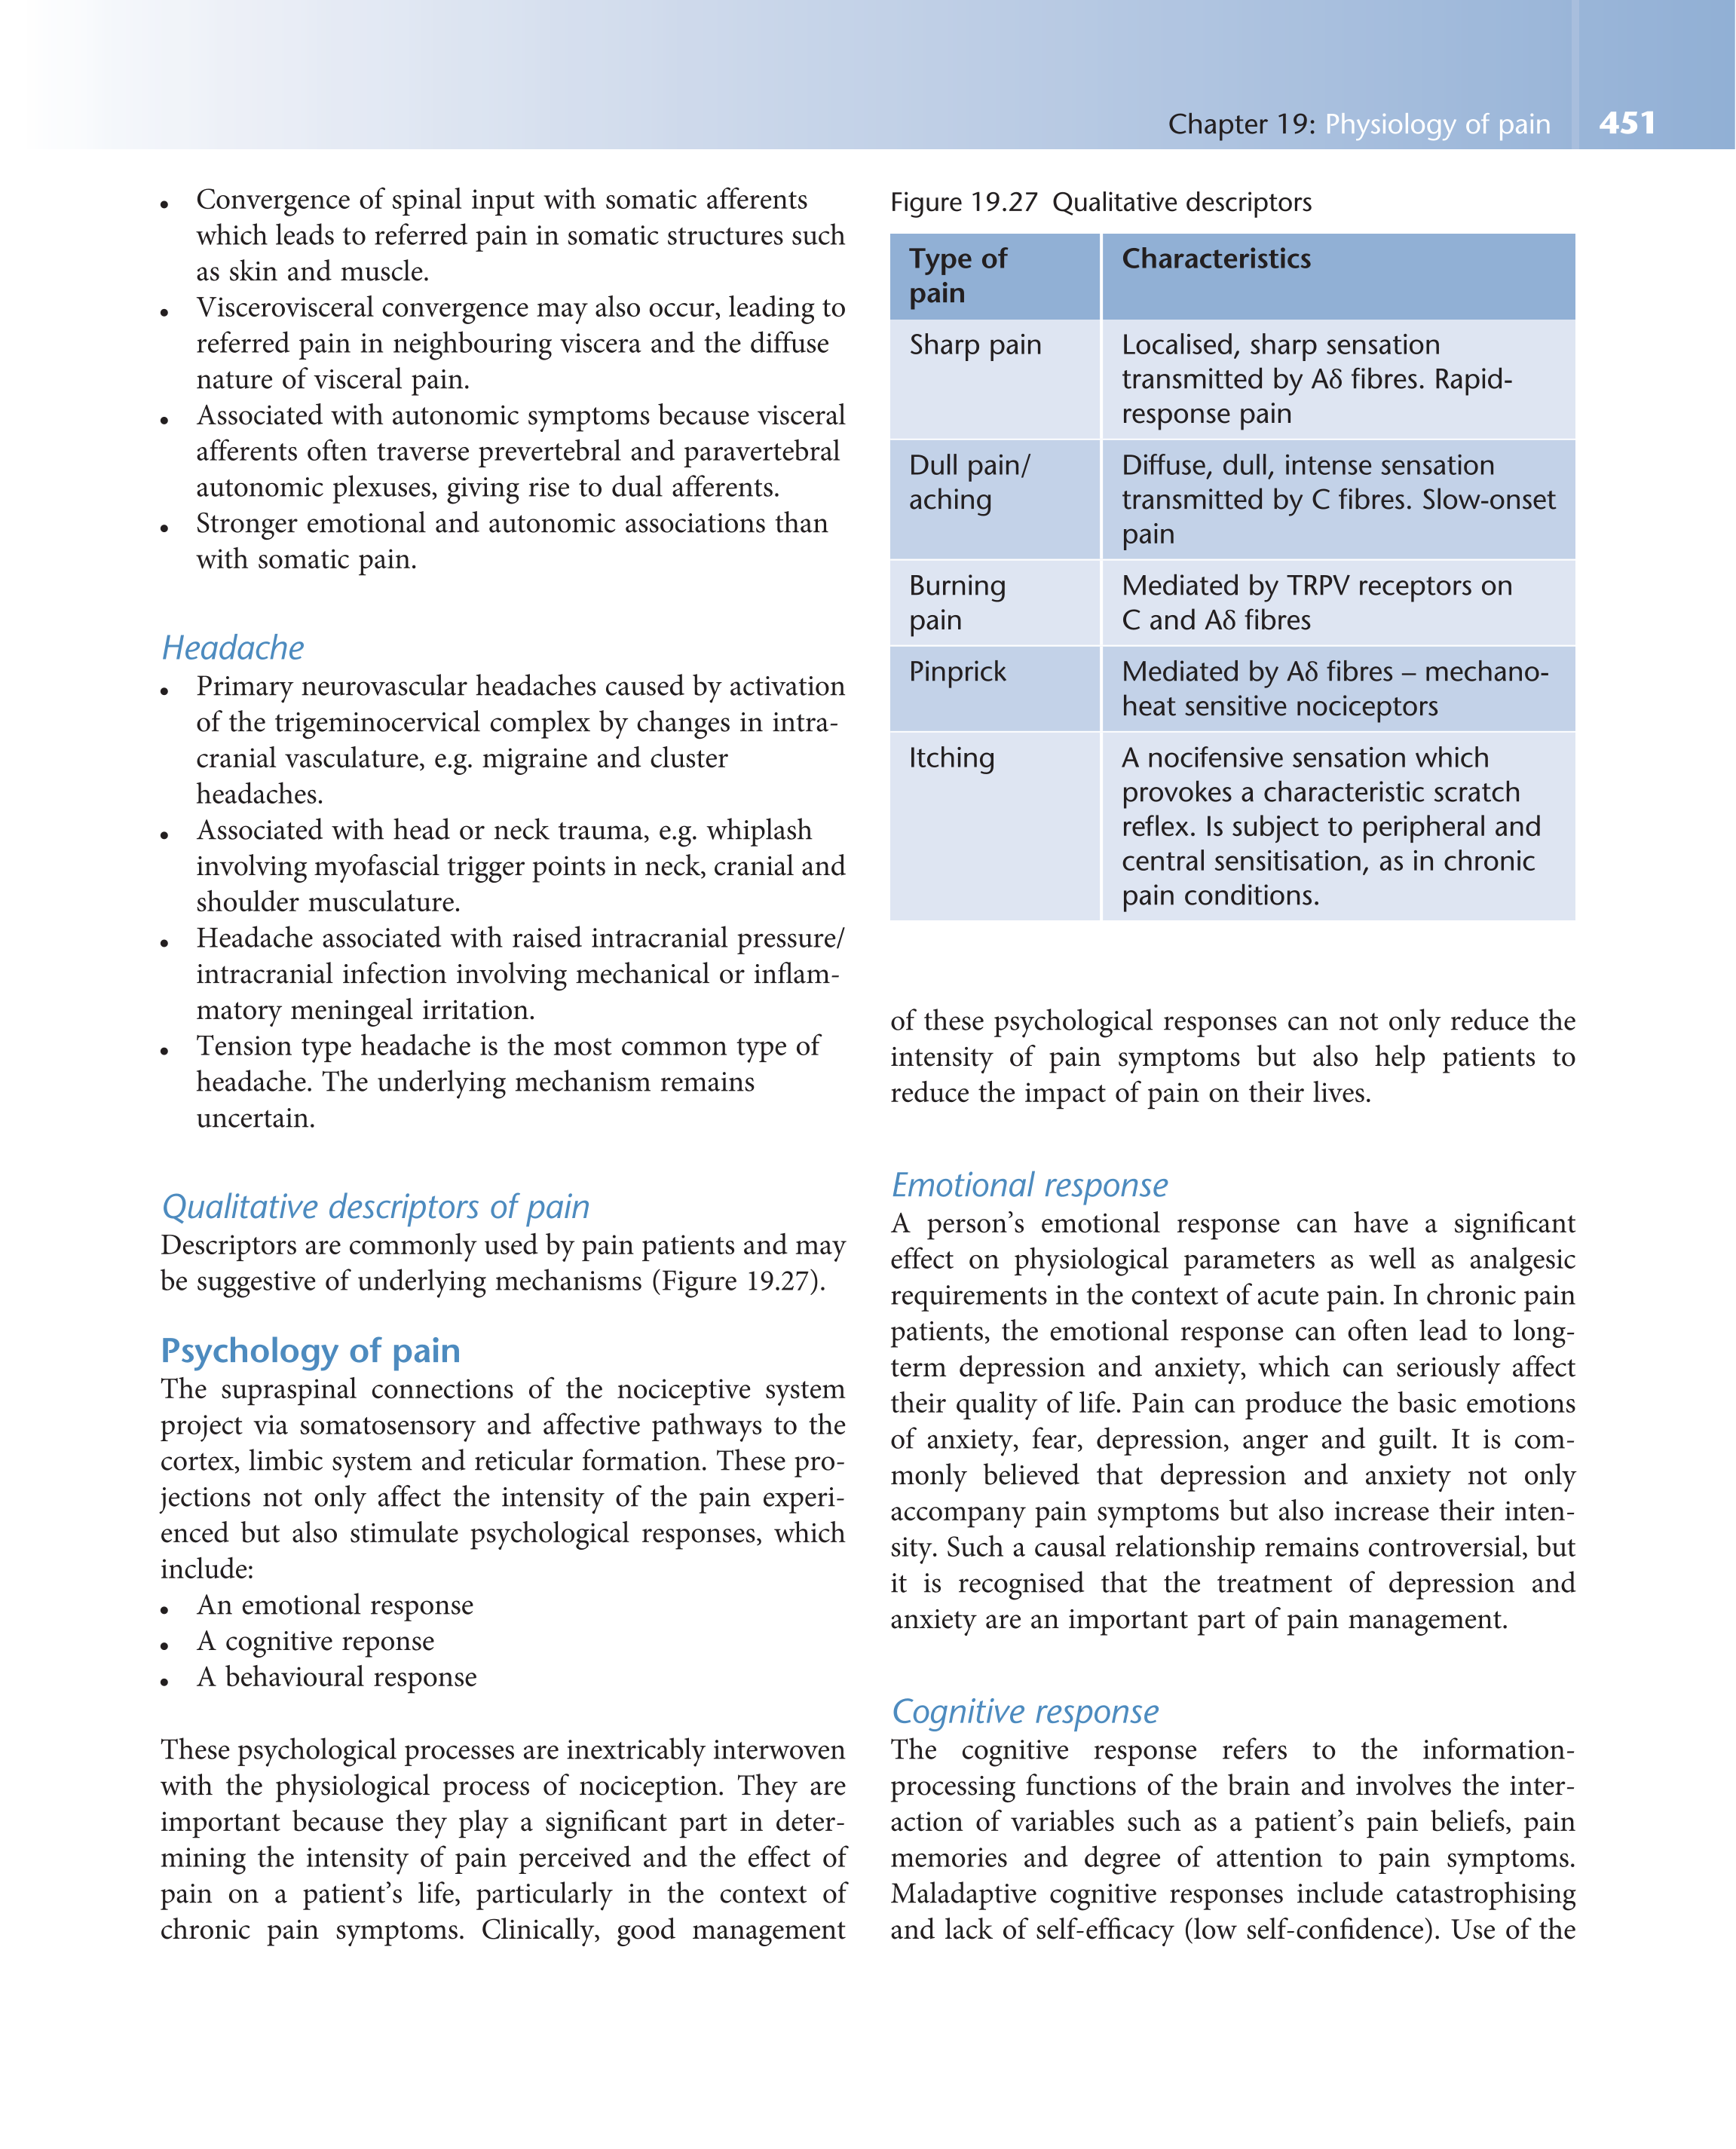 Chapter 19: Physiology of pain 451
• Convergence of spinal input with somatic afferents
which leads to referred pain in somatic structures such
as skin and muscle.
• Viscerovisceral convergence may also occur, leading to
referred pain in neighbouring viscera and the diffuse
nature of visceral pain.
• Associated with autonomic symptoms because visceral
afferents often traverse prevertebral and paravertebral
autonomic plexuses, giving rise to dual afferents.
• Stronger emotional and autonomic associations than
with somatic pain.
Headache
• Primary neurovascular headaches caused by activation
of the trigeminocervical complex by changes in intra-
cranial vasculature, e.g. migraine and cluster
headaches.
• Associated with head or neck trauma, e.g. whiplash
involving myofascial trigger points in neck, cranial and
shoulder musculature.
• Headache associated with raised intracranial pressure/
intracranial infection involving mechanical or inflam-
matory meningeal irritation.
• Tension type headache is the most common type of
headache. The underlying mechanism remains
uncertain.
Qualitative descriptors of pain
Descriptors are commonly used by pain patients and may
be suggestive of underlying mechanisms (Figure 19.27).
Psychology of pain
The supraspinal connections of the nociceptive system
project via somatosensory and affective pathways to the
cortex, limbic system and reticular formation. These pro-
jections not only affect the intensity of the pain experi-
enced but also stimulate psychological responses, which
include:
• An emotional response
• A cognitive reponse
• A behavioural response
These psychological processes are inextricably interwoven
with the physiological process of nociception. They are
important because they play a significant part in deter-
mining the intensity of pain perceived and the effect of
pain on a patient's life, particularly in the context of
chronic pain symptoms. Clinically, good management
Figure 19.27 Qualitative descriptors
Type of
pain
Characteristics
Sharp pain
Localised, sharp sensation
transmitted by Aδ fibres. Rapid-
response pain
Dull pain/
aching
Diffuse, dull, intense sensation
transmitted by C fibres. Slow-onset
pain
Burning
pain
Mediated by TRPV receptors on
C and Aδ fibres
Pinprick
Mediated by Aδ fibres – mechano-
heat sensitive nociceptors
Itching
A nocifensive sensation which
provokes a characteristic scratch
reflex. Is subject to peripheral and
central sensitisation, as in chronic
pain conditions.
of these psychological responses can not only reduce the
intensity of pain symptoms but also help patients to
reduce the impact of pain on their lives.
Emotional response
A person's emotional response can have a significant
effect on physiological parameters as well as analgesic
requirements in the context of acute pain. In chronic pain
patients, the emotional response can often lead to long-
term depression and anxiety, which can seriously affect
their quality of life. Pain can produce the basic emotions
of anxiety, fear, depression, anger and guilt. It is com-
monly believed that depression and anxiety not only
accompany pain symptoms but also increase their inten-
sity. Such a causal relationship remains controversial, but
it is recognised that the treatment of depression and
anxiety are an important part of pain management.
Cognitive response
The cognitive response refers to the information-
processing functions of the brain and involves the inter-
action of variables such as a patient's pain beliefs, pain
memories and degree of attention to pain symptoms.
Maladaptive cognitive responses include catastrophising
and lack of self-efficacy (low self-confidence). Use of the